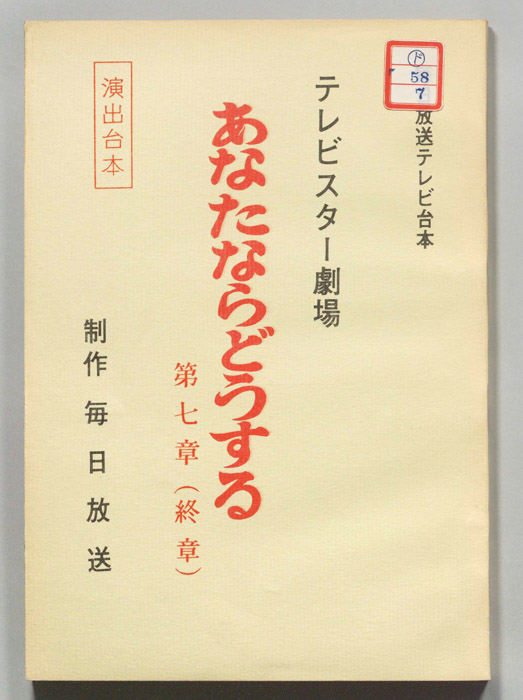 ド
58
7
放送テレビ台本
テレビスター劇場
あなたならどうする
第七章(終章)
演出台本
制作 毎日放送